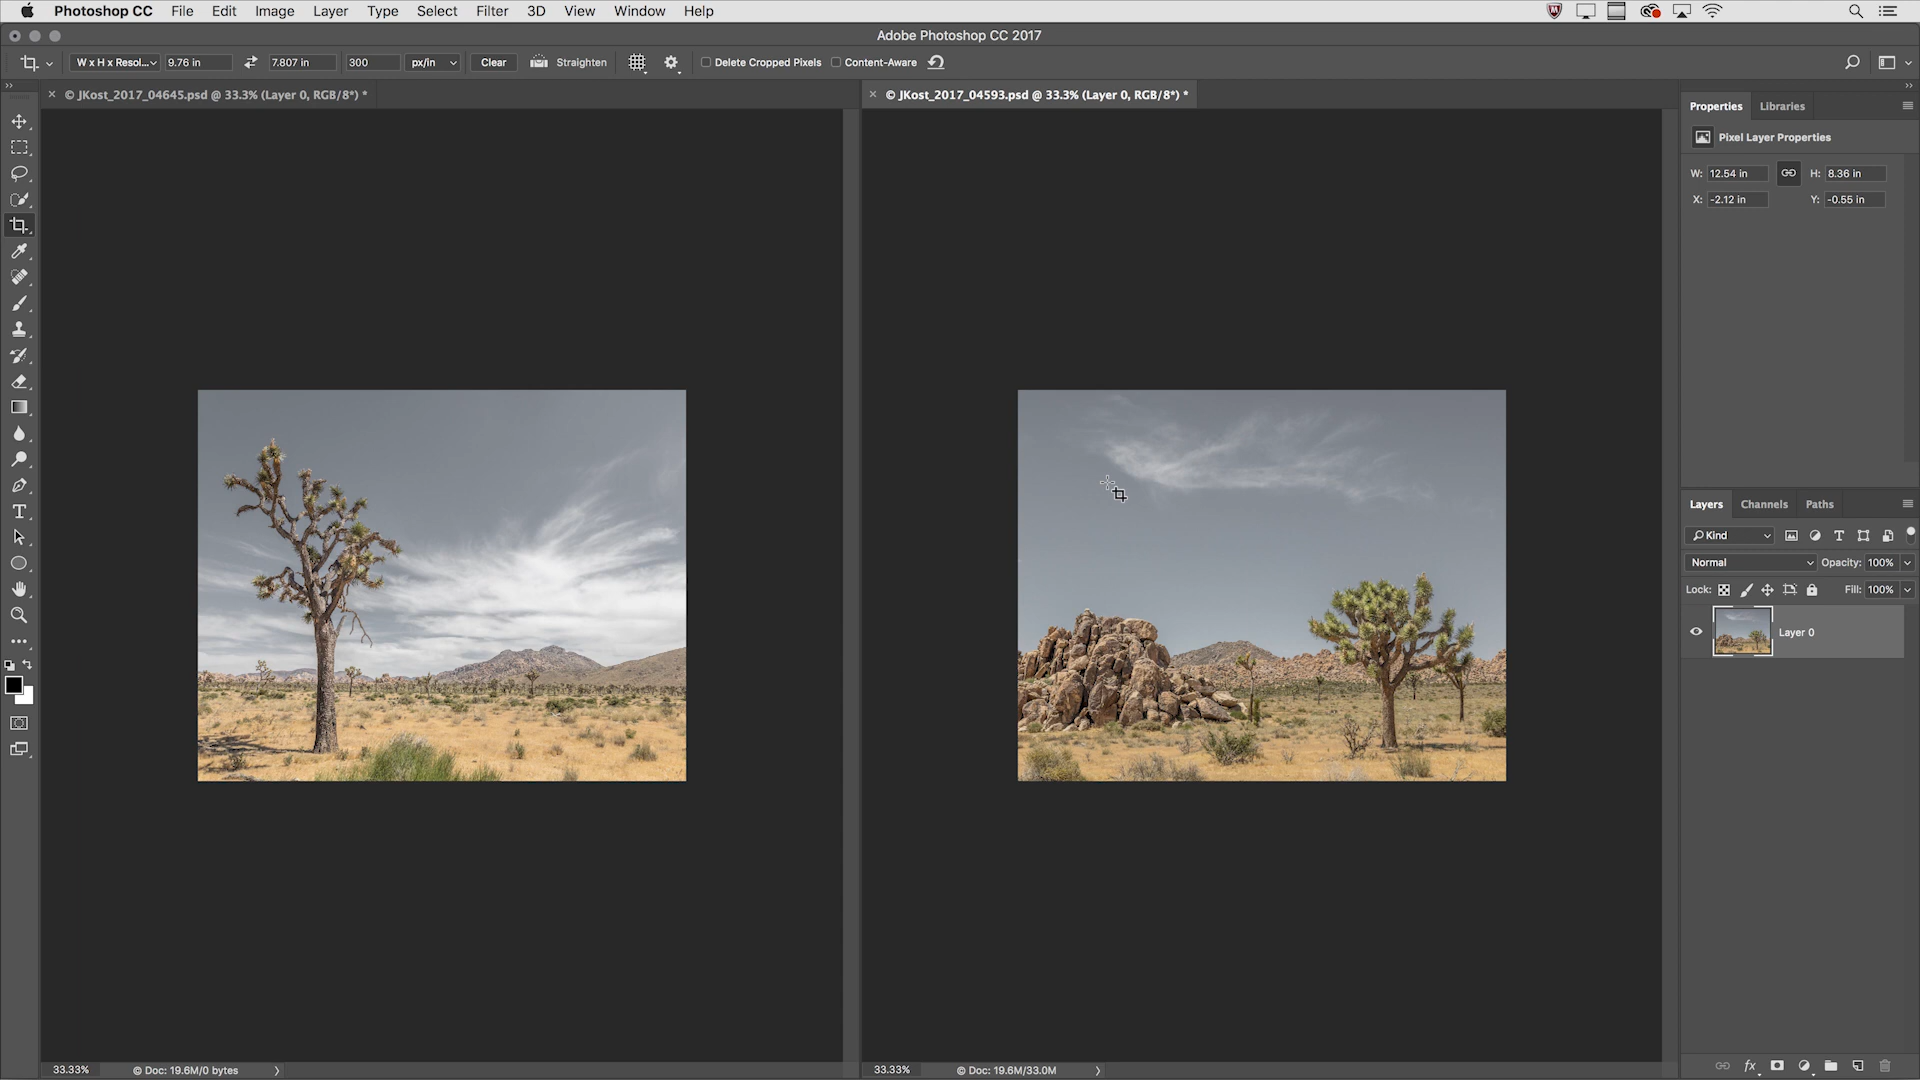 Photoshop CC File Edit Image Layer Type Select Filter 3D View Window Help
Adobe Photoshop CC 2017
W x H x Resol... 9.76 in 7.807 in 300 px/in Clear Straighten Delete Cropped Pixels Content-Aware
© JKost_2017_04645.psd @ 33.3% (Layer 0, RGB/8*) *
© JKost_2017_04593.psd @ 33.3% (Layer 0, RGB/8*) *
Properties Libraries
Pixel Layer Properties
W: 12.54 in H: 8.36 in
X: -2.12 in Y: -0.55 in
Layers Channels Paths
Kind
Normal Opacity: 100%
Lock: Fill: 100%
Layer 0
33.33% © Doc: 19.6M/0 bytes
33.33% © Doc: 19.6M/33.0M
fx